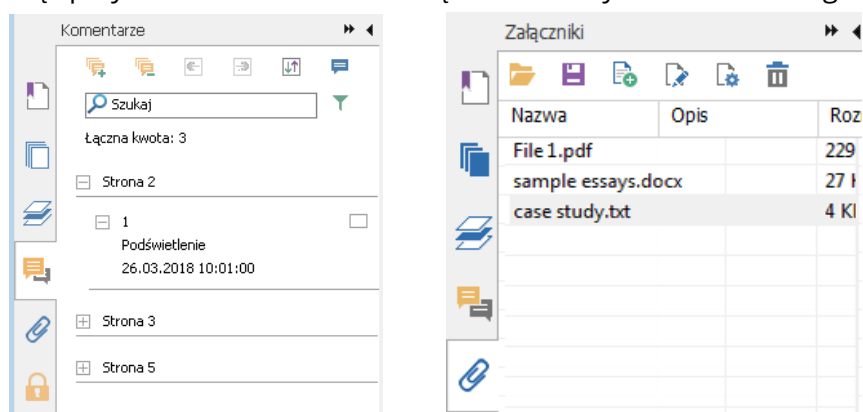 Komentarze
Szukaj
Łączna kwota: 3
Strona 2
1
Podświetlenie
26.03.2018 10:01:00
Strona 3
Strona 5
Załączniki
Nazwa Opis
File 1.pdf 229
sample essays.docx 27
case study.txt 4